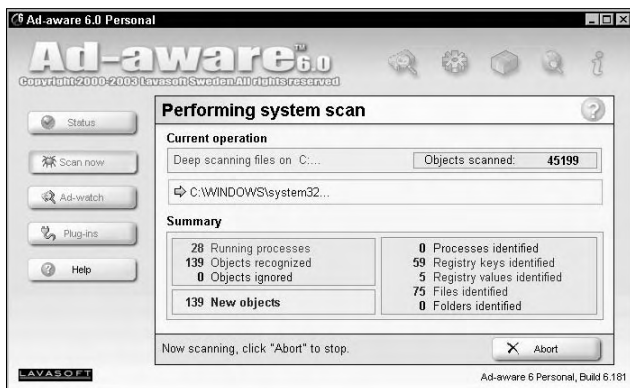 Ad-aware 6.0 Personal
Ad-aware 6.0
Copyright 2000-2003 Lavasoft Sweden All rights reserved
Status
Scan now
Ad-watch
Plug-ins
Help
Performing system scan
Current operation
Deep scanning files on C:...
Objects scanned: 45199
C:\WINDOWS\system32...
Summary
28 Running processes
139 Objects recognized
0 Objects ignored
139 New objects
0 Processes identified
59 Registry keys identified
5 Registry values identified
75 Files identified
0 Folders identified
Now scanning, click "Abort" to stop.
Abort
LAVASOFT
Ad-aware 6 Personal, Build 6.181